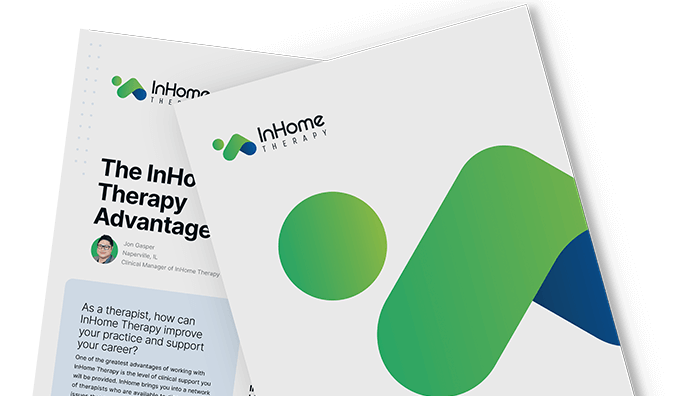 InHome
THERAPY
The InHo
Therapy
Advantage
Jon Gasper
Naperville, IL
Clinical Manager of InHome Therapy
As a therapist, how can
InHome Therapy improve
your practice and support
your career?
One of the greatest advantages of working with
InHome Therapy is the level of clinical support you
will be provided. InHome brings you into a network
of therapists who are available to
InHome
THERAPY